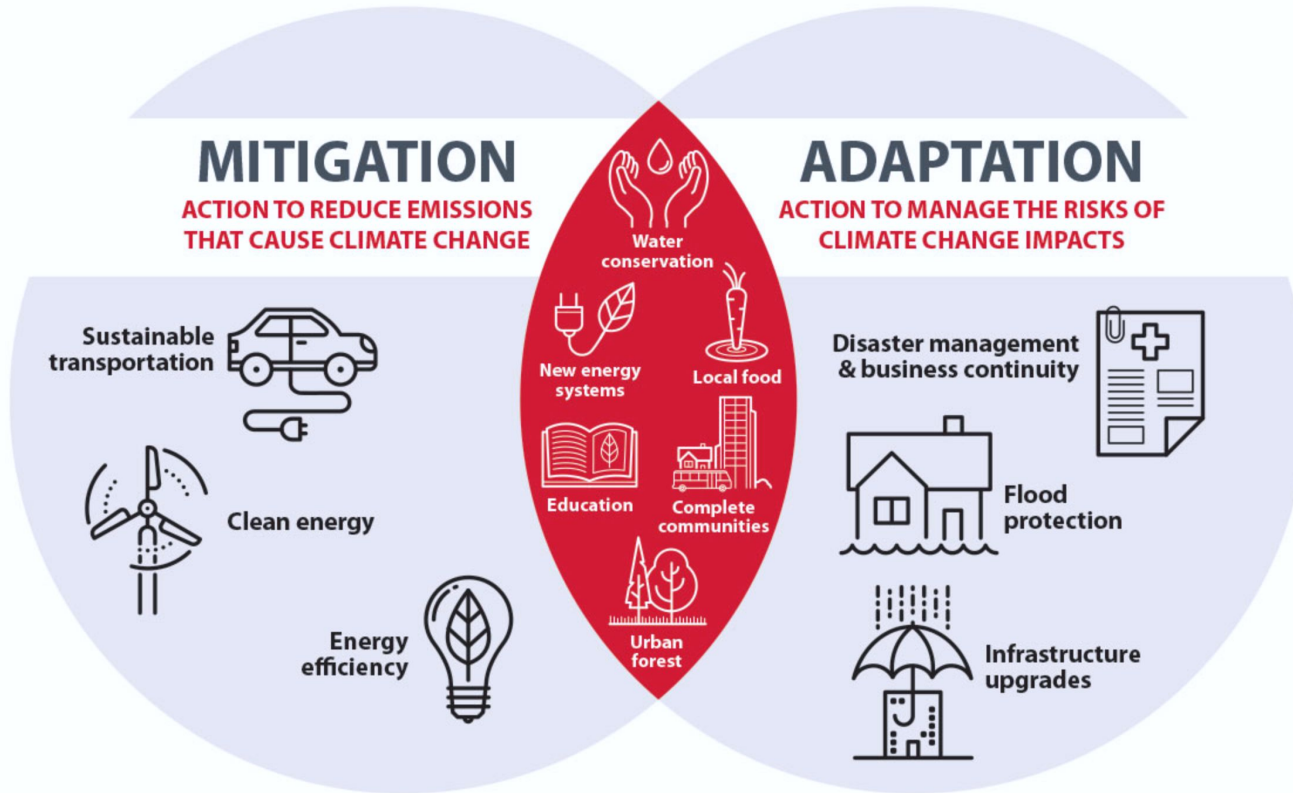 MITIGATION
ACTION TO REDUCE EMISSIONS
THAT CAUSE CLIMATE CHANGE
Sustainable
transportation
Clean energy
Energy
efficiency
Water
conservation
New energy
systems
Local food
Education
Complete
communities
Urban
forest
ADAPTATION
ACTION TO MANAGE THE RISKS OF
CLIMATE CHANGE IMPACTS
Disaster management
& business continuity
Flood
protection
Infrastructure
upgrades